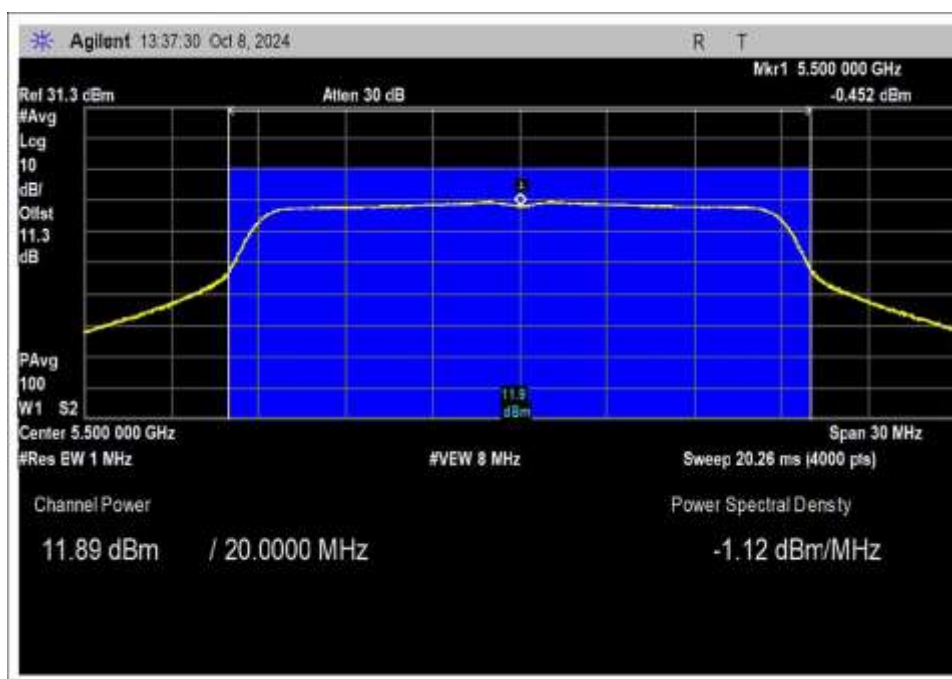 Agilent 13:37:30 Oct 8, 2024 R T
Mkr1 5.500 000 GHz
Ref 31.3 dBm Atten 30 dB -0.452 dBm
#Avg
Log
10
dB/
Offst
11.3
dB
1
PAvg
100
W1 S2
11.9
dBm
Center 5.500 000 GHz Span 30 MHz
#Res BW 1 MHz #VBW 8 MHz Sweep 20.26 ms (4000 pts)
Channel Power Power Spectral Density
11.89 dBm / 20.0000 MHz -1.12 dBm/MHz